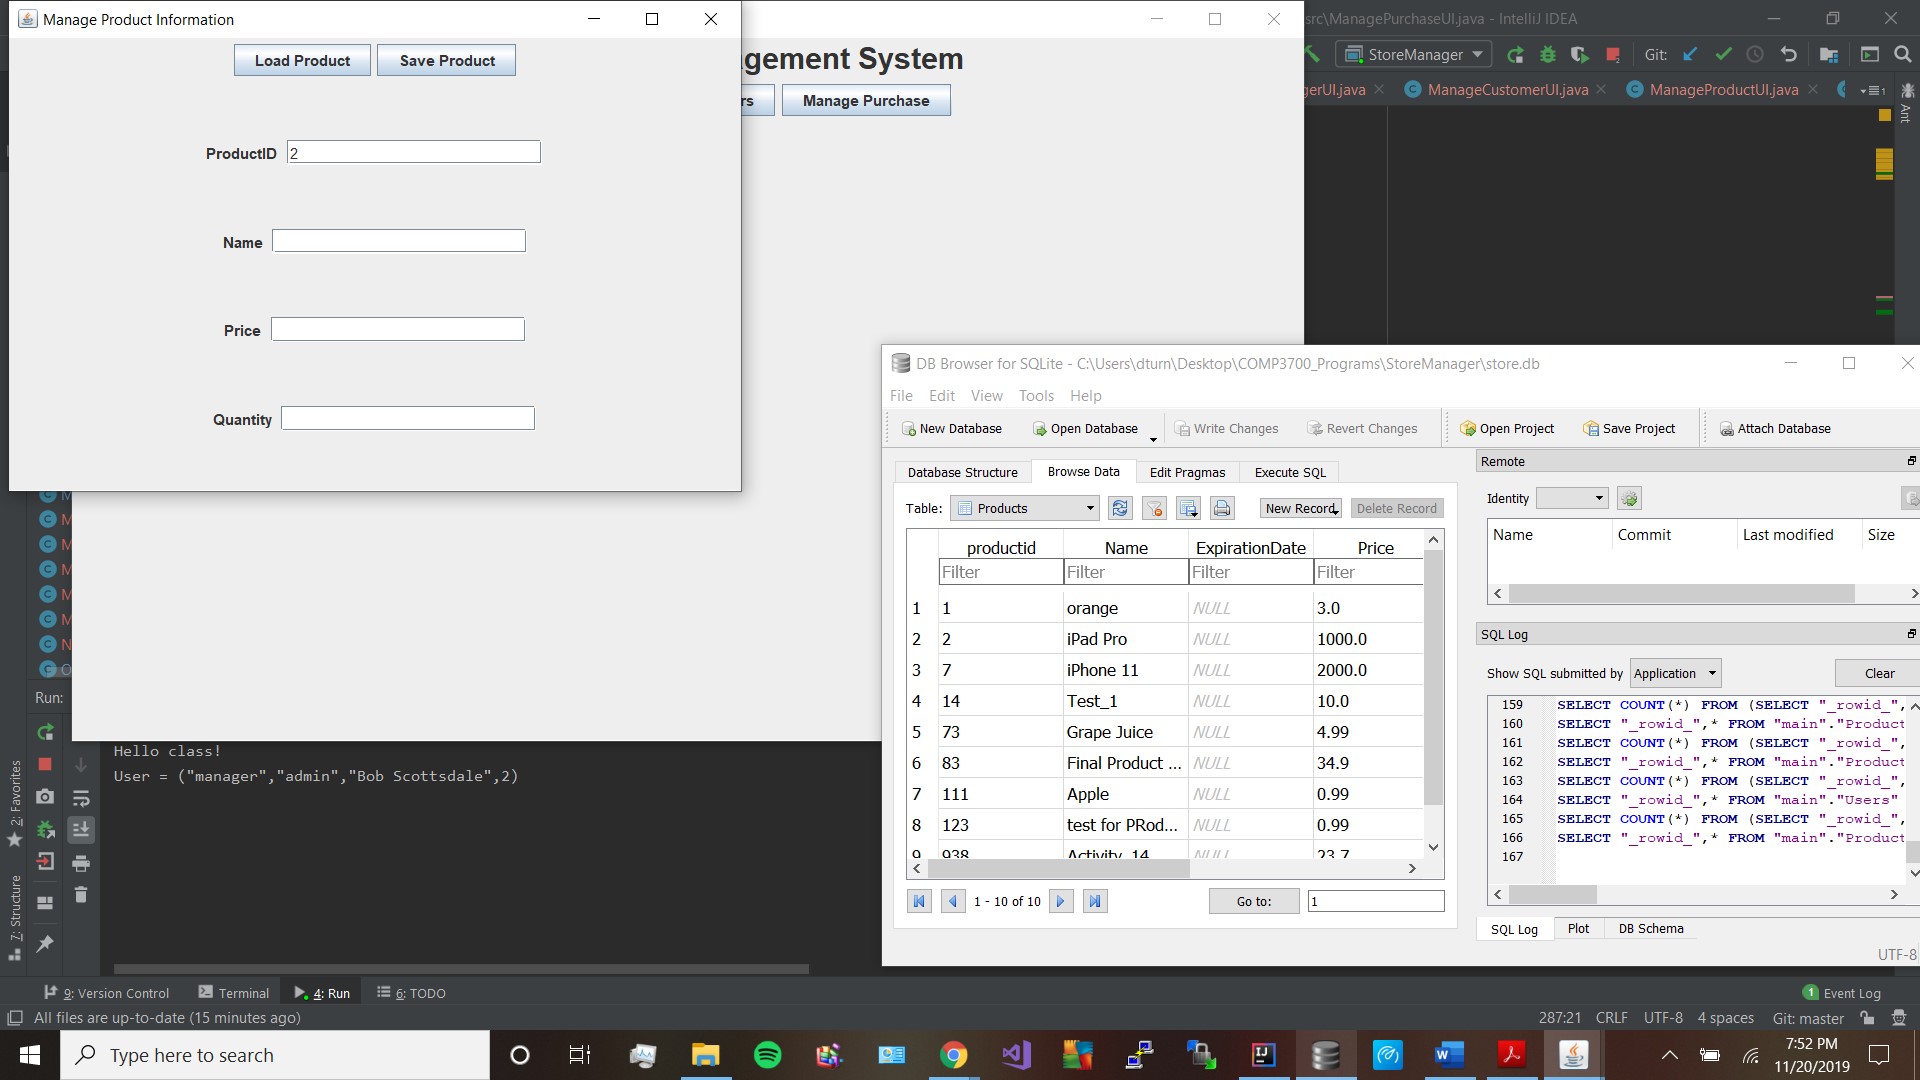 Manage Product Information
Load Product
Save Product
ProductID
2
Name
Price
Quantity
gement System
rs
Manage Purchase
src\ManagePurchaseUI.java - IntelliJ IDEA
StoreManager
Git:
gerUI.java
ManageCustomerUI.java
ManageProductUI.java
Ant
DB Browser for SQLite - C:\Users\dturn\Desktop\COMP3700_Programs\StoreManager\store.db
File Edit View Tools Help
New Database
Open Database
Write Changes
Revert Changes
Open Project
Save Project
Attach Database
Database Structure
Browse Data
Edit Pragmas
Execute SQL
Table:
Products
New Record
Delete Record
productid Name ExpirationDate Price
Filter Filter Filter Filter
1 1 orange NULL 3.0
2 2 iPad Pro NULL 1000.0
3 7 iPhone 11 NULL 2000.0
4 14 Test_1 NULL 10.0
5 73 Grape Juice NULL 4.99
6 83 Final Product ... NULL 34.9
7 111 Apple NULL 0.99
8 123 test for PRod... NULL 0.99
9 938 Activity_14 NULL 23.7
1 - 10 of 10
Go to:
1
Remote
Identity
Name Commit Last modified Size
SQL Log
Show SQL submitted by
Application
Clear
159 SELECT COUNT(*) FROM (SELECT "_rowid_",
160 SELECT "_rowid_",* FROM "main"."Product
161 SELECT COUNT(*) FROM (SELECT "_rowid_",
162 SELECT "_rowid_",* FROM "main"."Product
163 SELECT COUNT(*) FROM (SELECT "_rowid_",
164 SELECT "_rowid_",* FROM "main"."Users"
165 SELECT COUNT(*) FROM (SELECT "_rowid_",
166 SELECT "_rowid_",* FROM "main"."Product
167
SQL Log
Plot
DB Schema
UTF-8
Run:
Hello class!
User = ("manager","admin","Bob Scottsdale",2)
2: Favorites
7: Structure
9: Version Control
Terminal
4: Run
6: TODO
1 Event Log
All files are up-to-date (15 minutes ago)
287:21 CRLF UTF-8 4 spaces Git: master
Type here to search
7:52 PM
11/20/2019